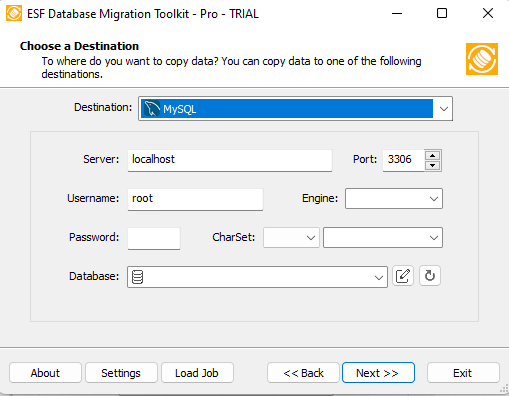 ESF Database Migration Toolkit - Pro - TRIAL
Choose a Destination
To where do you want to copy data? You can copy data to one of the following
destinations.
Destination: MySQL
Server: localhost Port: 3306
Username: root Engine:
Password: CharSet:
Database:
About Settings Load Job << Back Next >> Exit